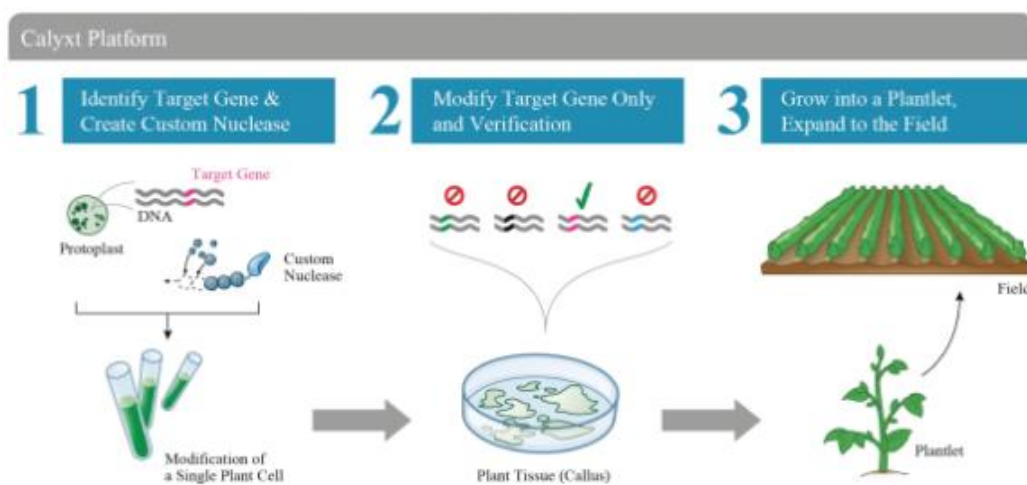 Calyxt Platform
1
Identify Target Gene &
Create Custom Nuclease
2
Modify Target Gene Only
and Verification
3
Grow into a Plantlet,
Expand to the Field
Target Gene
DNA
Protoplast
Custom
Nuclease
Modification of
a Single Plant Cell
Plant Tissue (Callus)
Field
Plantlet